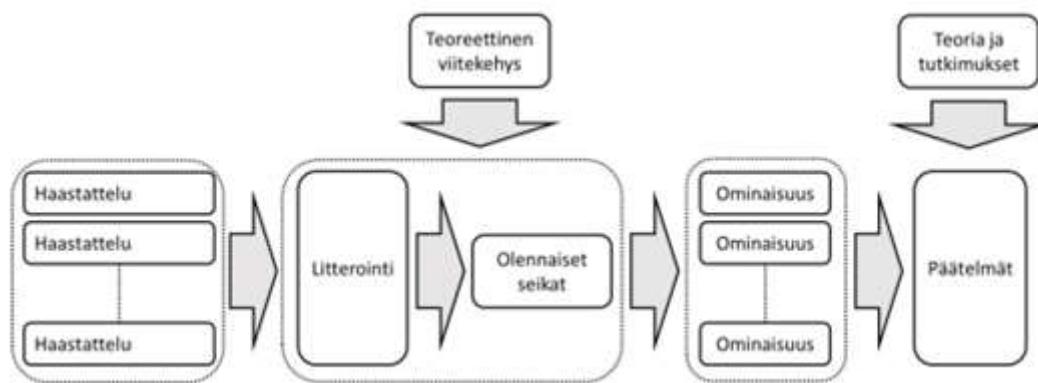 Teoreettinen
viitekehys
Teoria ja
tutkimukset
Haastattelu
Haastattelu
Haastattelu
Litterointi
Olennaiset
seikat
Ominaisuus
Ominaisuus
Ominaisuus
Päätelmät